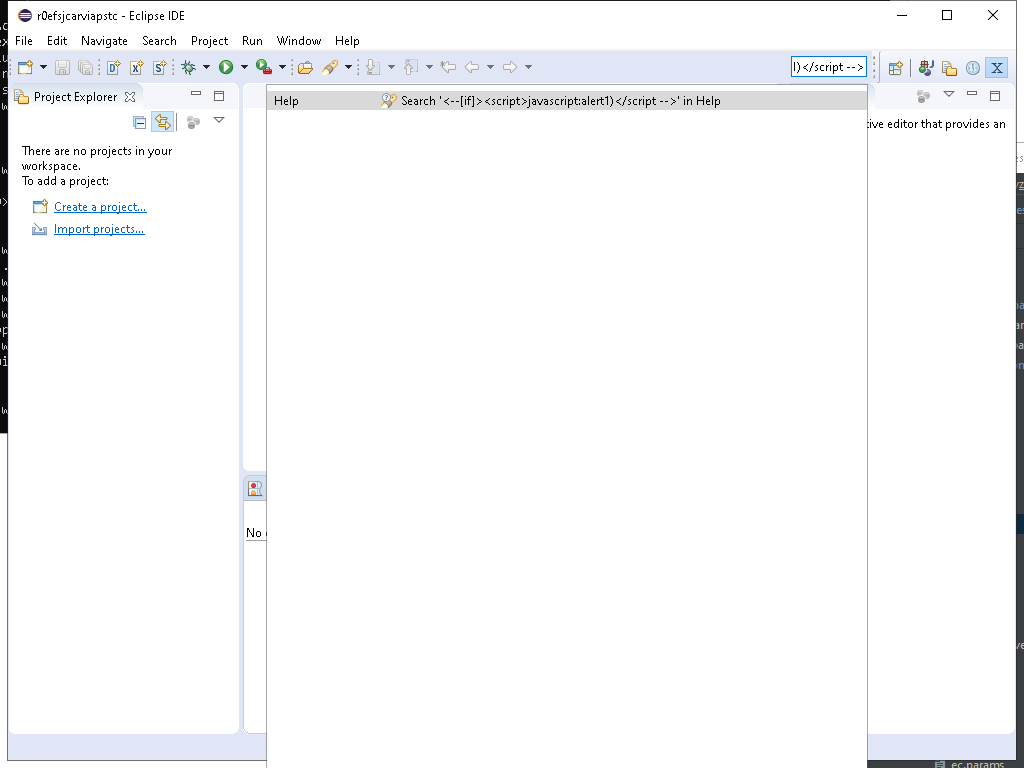 r0efsjcarviapstc - Eclipse IDE
File Edit Navigate Search Project Run Window Help
l)</script -->
Project Explorer
Help Search '<--[if]><script>javascript:alert1)</script -->' in Help
tive editor that provides an
There are no projects in your
workspace.
To add a project:
Create a project...
Import projects...
No
ec.params